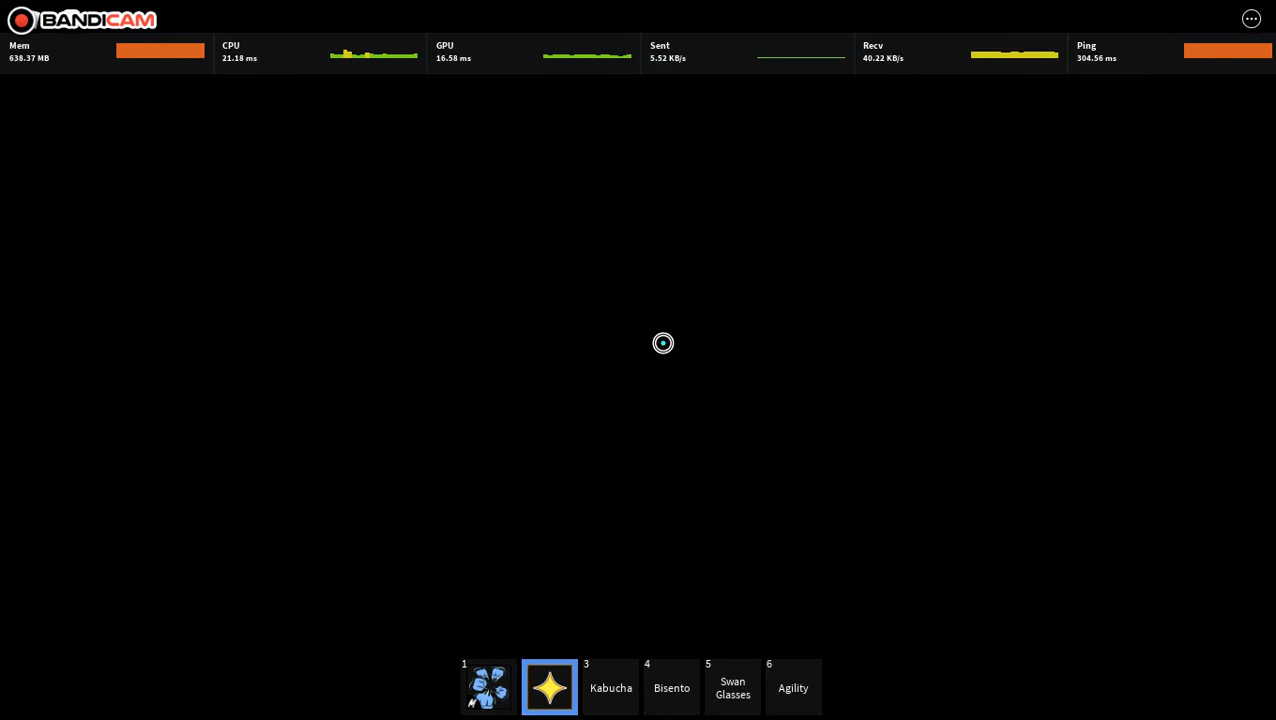 BANDICAM
Mem
638.37 MB
CPU
21.18 ms
GPU
16.58 ms
Sent
5.52 KB/s
Recv
40.22 KB/s
Ping
304.56 ms
1
3
Kabucha
4
Bisento
5
Swan
Glasses
6
Agility